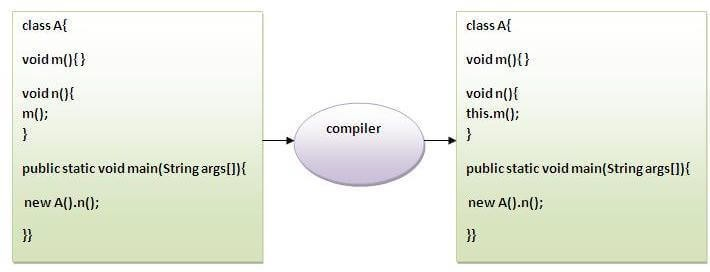 class A{
void m(){}
void n(){
m();
}
public static void main(String args[]){
new A().n();
}}
compiler
class A{
void m(){}
void n(){
this.m();
}
public static void main(String args[]){
new A().n();
}}